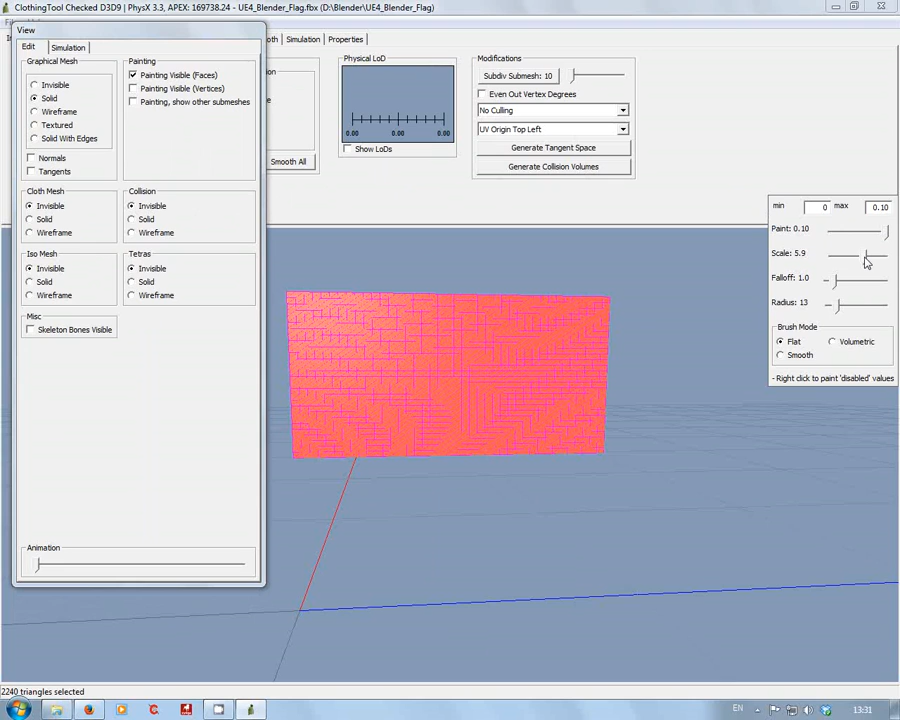 ClothingTool Checked D3D9 | PhysX 3.3, APEX: 169738.24 - UE4_Blender_Flag.fbx (D:\Blender\UE4_Blender_Flag)
View
Edit
Simulation
Graphical Mesh
Invisible
Solid
Wireframe
Textured
Solid With Edges
Normals
Tangents
Painting
Painting Visible (Faces)
Painting Visible (Vertices)
Painting, show other submeshes
Cloth Mesh
Invisible
Solid
Wireframe
Collision
Invisible
Solid
Wireframe
Iso Mesh
Invisible
Solid
Wireframe
Tetras
Invisible
Solid
Wireframe
Misc
Skeleton Bones Visible
Animation
Simulation
Properties
Smooth All
Physical LoD
0.00 0.00 0.00
Show LoDs
Modifications
Subdiv Submesh: 10
Even Out Vertex Degrees
No Culling
UV Origin Top Left
Generate Tangent Space
Generate Collision Volumes
min 0 max 0.10
Paint: 0.10
Scale: 5.9
Falloff: 1.0
Radius: 13
Brush Mode
Flat
Volumetric
Smooth
- Right click to paint 'disabled' values
2240 triangles selected
EN
13:31